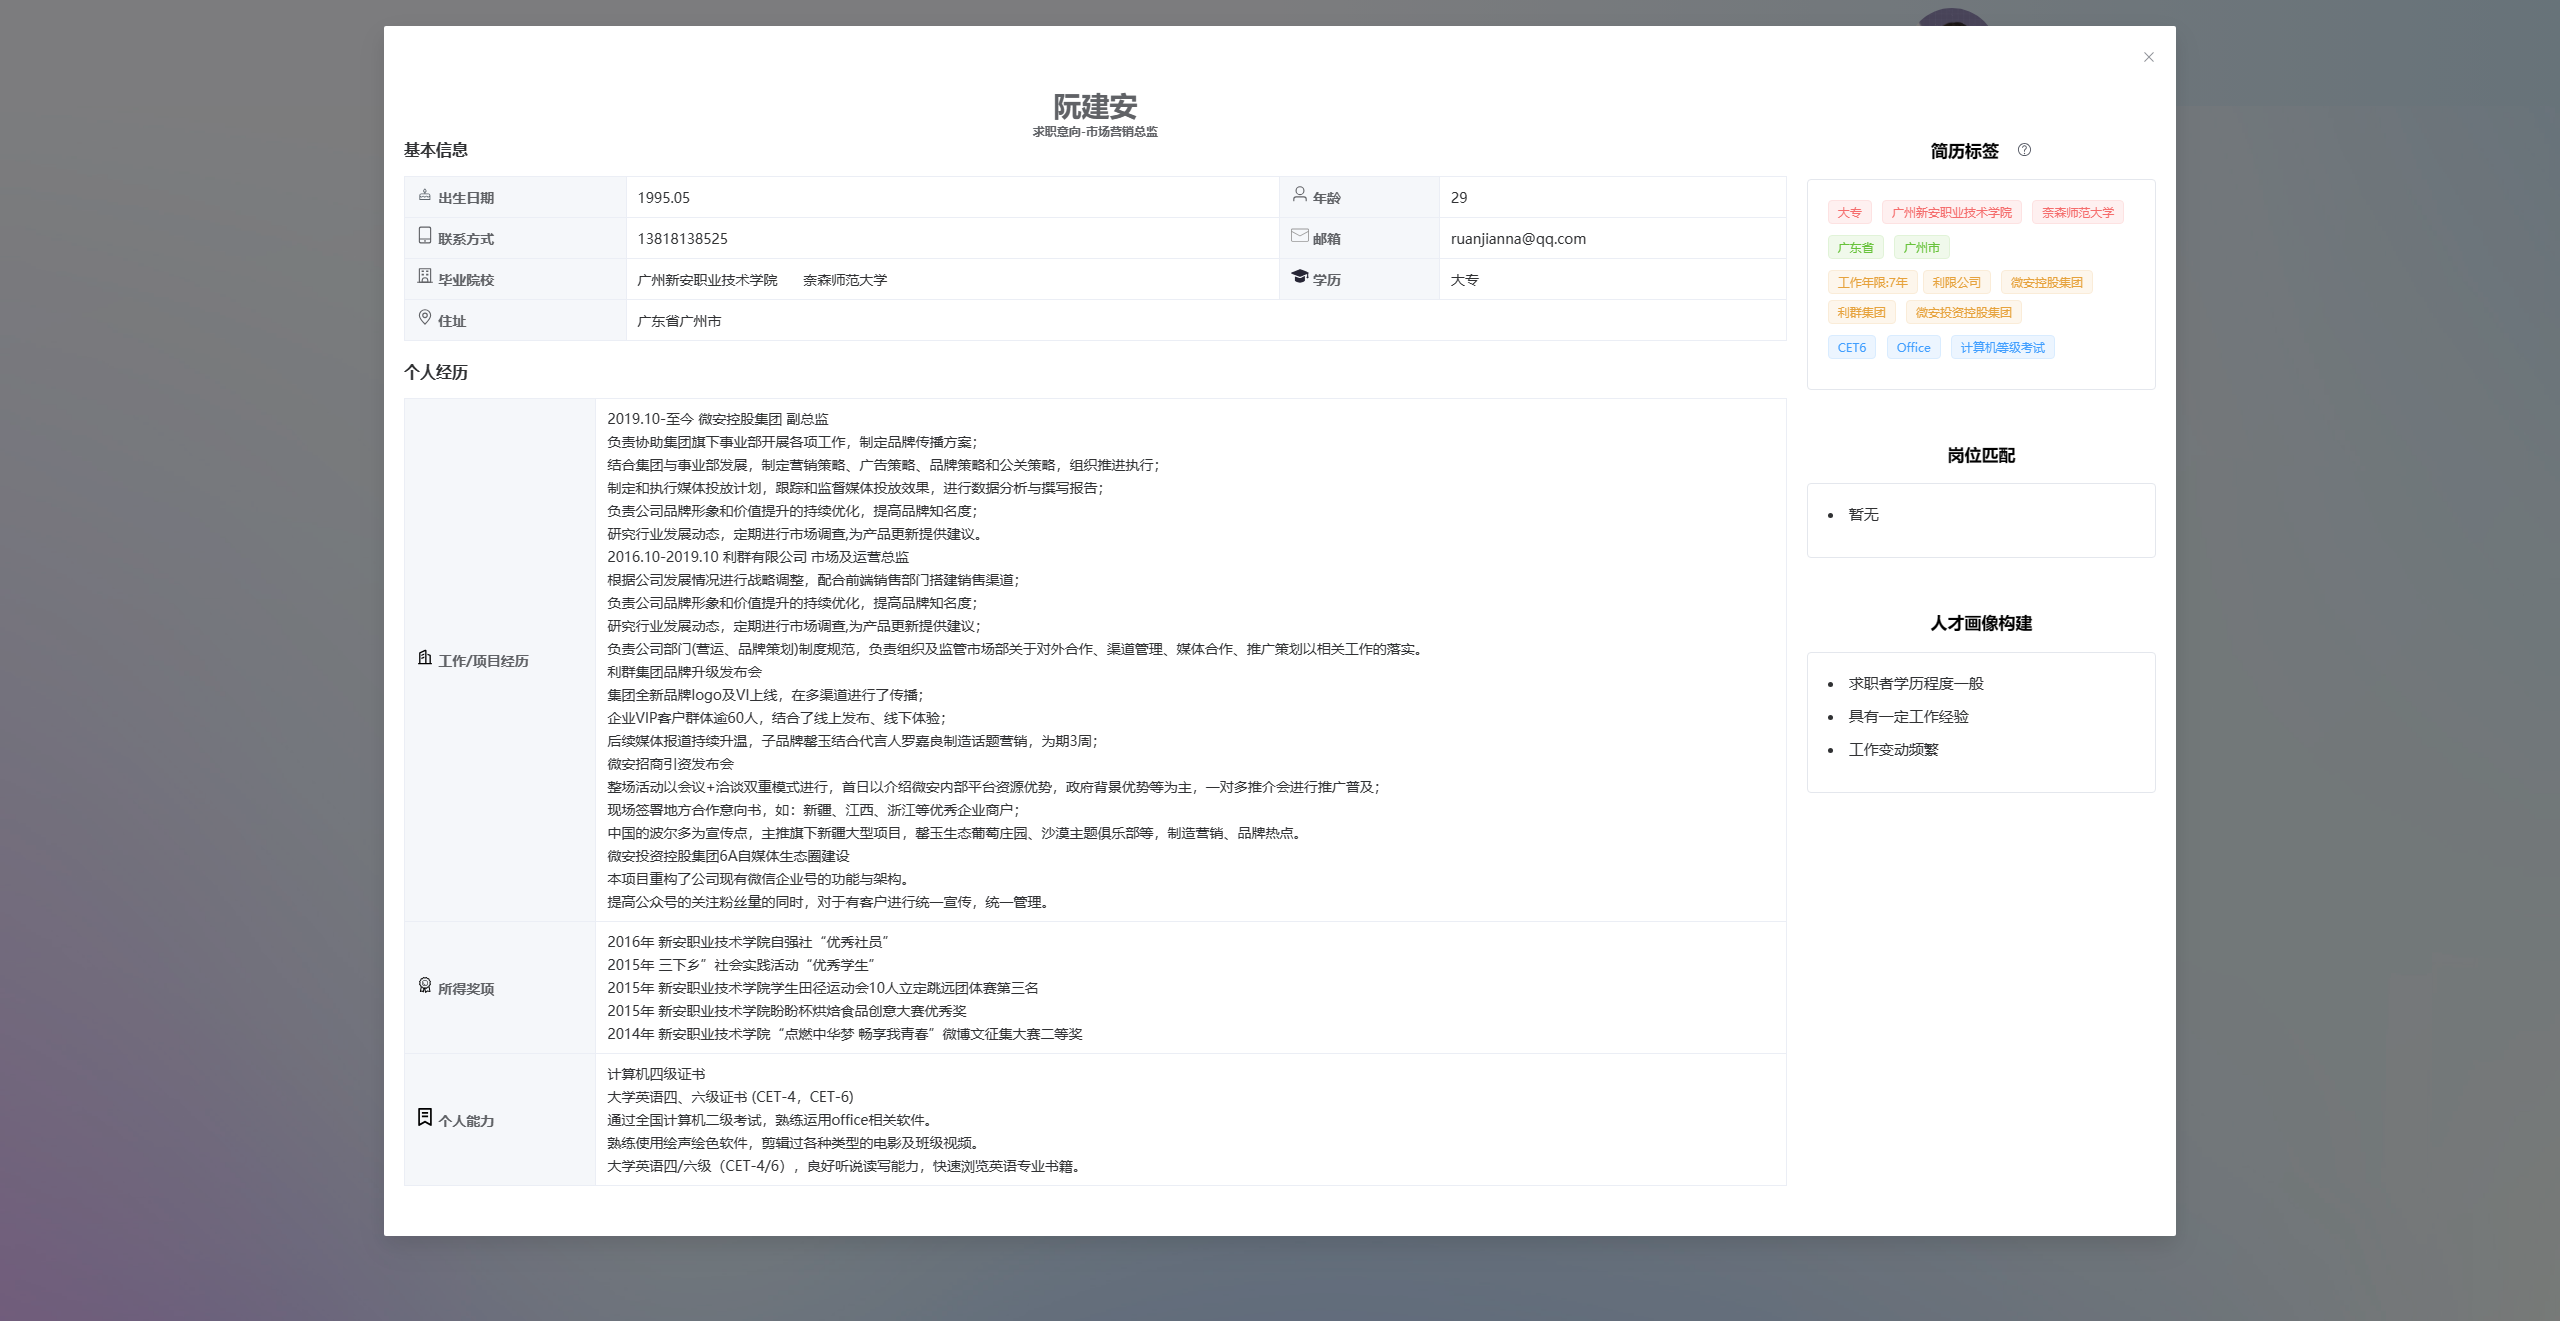 阮建安
求职意向-市场营销总监
基本信息
出生日期 1995.05 年龄 29
联系方式 13818138525 邮箱 ruanjianna@qq.com
毕业院校 广州新安职业技术学院 奈森师范大学 学历 大专
住址 广东省广州市
个人经历
工作/项目经历
2019.10-至今 微安控股集团 副总监
负责协助集团旗下事业部开展各项工作，制定品牌传播方案；
结合集团与事业部发展，制定营销策略、广告策略、品牌策略和公关策略，组织推进执行；
制定和执行媒体投放计划，跟踪和监督媒体投放效果，进行数据分析与撰写报告；
负责公司品牌形象和价值提升的持续优化，提高品牌知名度；
研究行业发展动态，定期进行市场调查,为产品更新提供建议。
2016.10-2019.10 利群有限公司 市场及运营总监
根据公司发展情况进行战略调整，配合前端销售部门搭建销售渠道；
负责公司品牌形象和价值提升的持续优化，提高品牌知名度；
研究行业发展动态，定期进行市场调查,为产品更新提供建议；
负责公司部门(营运、品牌策划)制度规范，负责组织及监管市场部关于对外合作、渠道管理、媒体合作、推广策划以相关工作的落实。
利群集团品牌升级发布会
集团全新品牌logo及VI上线，在多渠道进行了传播；
企业VIP客户群体逾60人，结合了线上发布、线下体验；
后续媒体报道持续升温，子品牌罄玉结合代言人罗嘉良制造话题营销，为期3周；
微安招商引资发布会
整场活动以会议+洽谈双重模式进行，首日以介绍微安内部平台资源优势，政府背景优势等为主，一对多推介会进行推广普及；
现场签署地方合作意向书，如：新疆、江西、浙江等优秀企业商户；
中国的波尔多为宣传点，主推旗下新疆大型项目，罄玉生态葡萄庄园、沙漠主题俱乐部等，制造营销、品牌热点。
微安投资控股集团6A自媒体生态圈建设
本项目重构了公司现有微信企业号的功能与架构。
提高公众号的关注粉丝量的同时，对于有客户进行统一宣传，统一管理。
所得奖项
2016年 新安职业技术学院自强社“优秀社员”
2015年 三下乡”社会实践活动“优秀学生”
2015年 新安职业技术学院学生田径运动会10人立定跳远团体赛第三名
2015年 新安职业技术学院盼盼杯烘焙食品创意大赛优秀奖
2014年 新安职业技术学院“点燃中华梦 畅享我青春”微博文征集大赛二等奖
个人能力
计算机四级证书
大学英语四、六级证书 (CET-4，CET-6)
通过全国计算机二级考试，熟练运用office相关软件。
熟练使用绘声绘色软件，剪辑过各种类型的电影及班级视频。
大学英语四/六级（CET-4/6），良好听说读写能力，快速浏览英语专业书籍。
简历标签
大专 广州新安职业技术学院 奈森师范大学
广东省 广州市
工作年限:7年 利限公司 微安控股集团
利群集团 微安投资控股集团
CET6 Office 计算机等级考试
岗位匹配
暂无
人才画像构建
求职者学历程度一般
具有一定工作经验
工作变动频繁